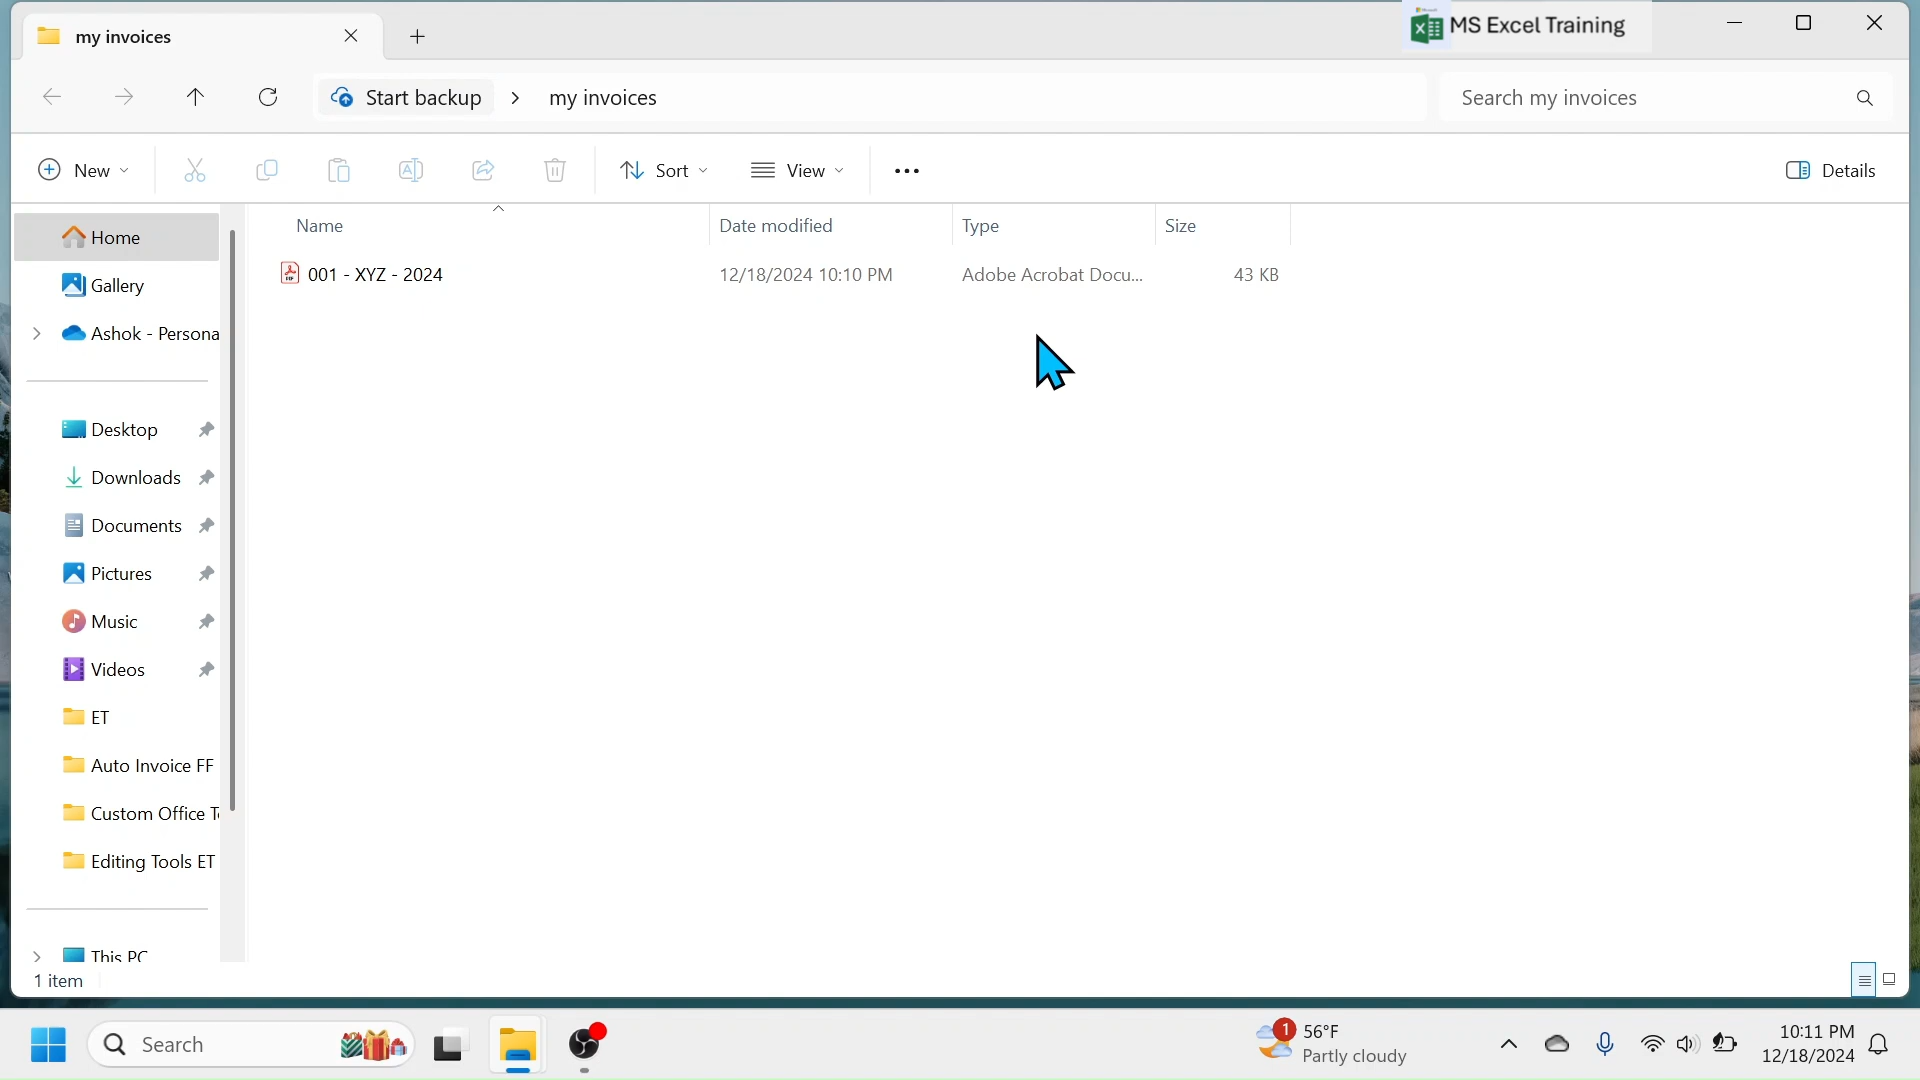 my invoices
MS Excel Training
Start backup
my invoices
Search my invoices
New
Sort
View
Details
Name
Date modified
Type
Size
Home
001 - XYZ - 2024
12/18/2024 10:10 PM
Adobe Acrobat Docu...
43 KB
Gallery
Ashok - Persona
Desktop
Downloads
Documents
Pictures
Music
Videos
ET
Auto Invoice FF
Custom Office T
Editing Tools ET
This PC
1 item
Search
1
56°F
Partly cloudy
10:11 PM
12/18/2024